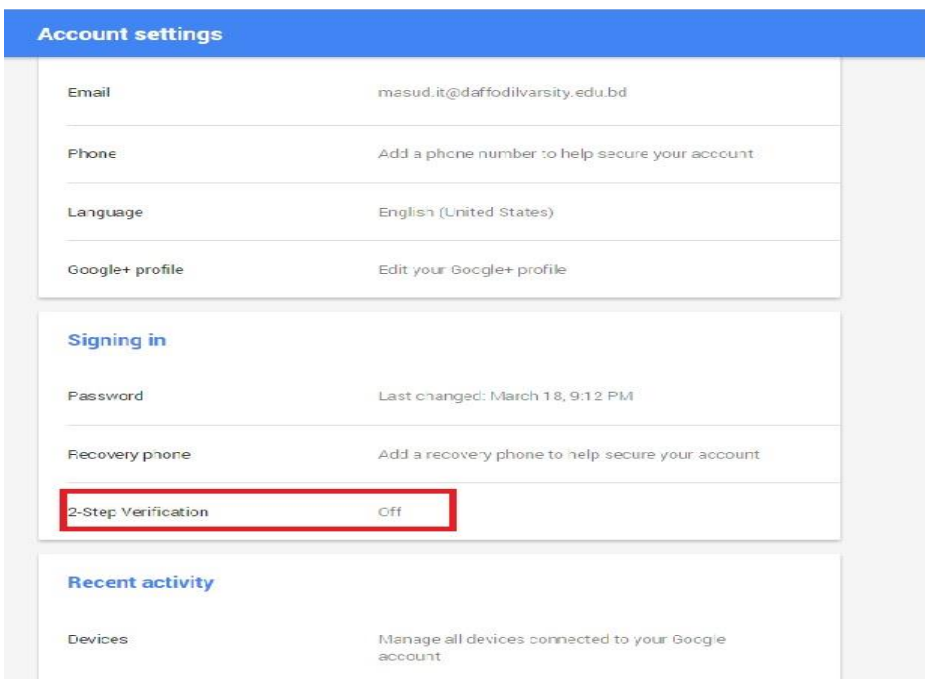 Account settings
Email masud.it@daffodilvarsity.edu.bd
Phone Add a phone number to help secure your account
Language English (United States)
Google+ profile Edit your Google+ profile
Signing in
Password Last changed: March 18, 9:12 PM
Recovery phone Add a recovery phone to help secure your account
2-Step Verification Off
Recent activity
Devices Manage all devices connected to your Google
account